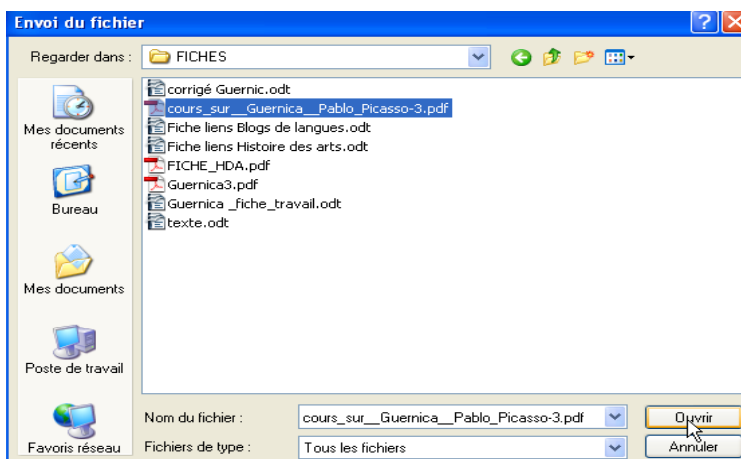 Envoi du fichier
Regarder dans :
FICHES
Mes documents
récents
Bureau
Mes documents
Poste de travail
Favoris réseau
corrigé Guernic.odt
cours_sur__Guernica__Pablo_Picasso-3.pdf
Fiche liens Blogs de langues.odt
Fiche liens Histoire des arts.odt
FICHE_HDA.pdf
Guernica3.pdf
Guernica _fiche_travail.odt
texte.odt
Nom du fichier :
cours_sur__Guernica__Pablo_Picasso-3.pdf
Ouvrir
Fichiers de type :
Tous les fichiers
Annuler